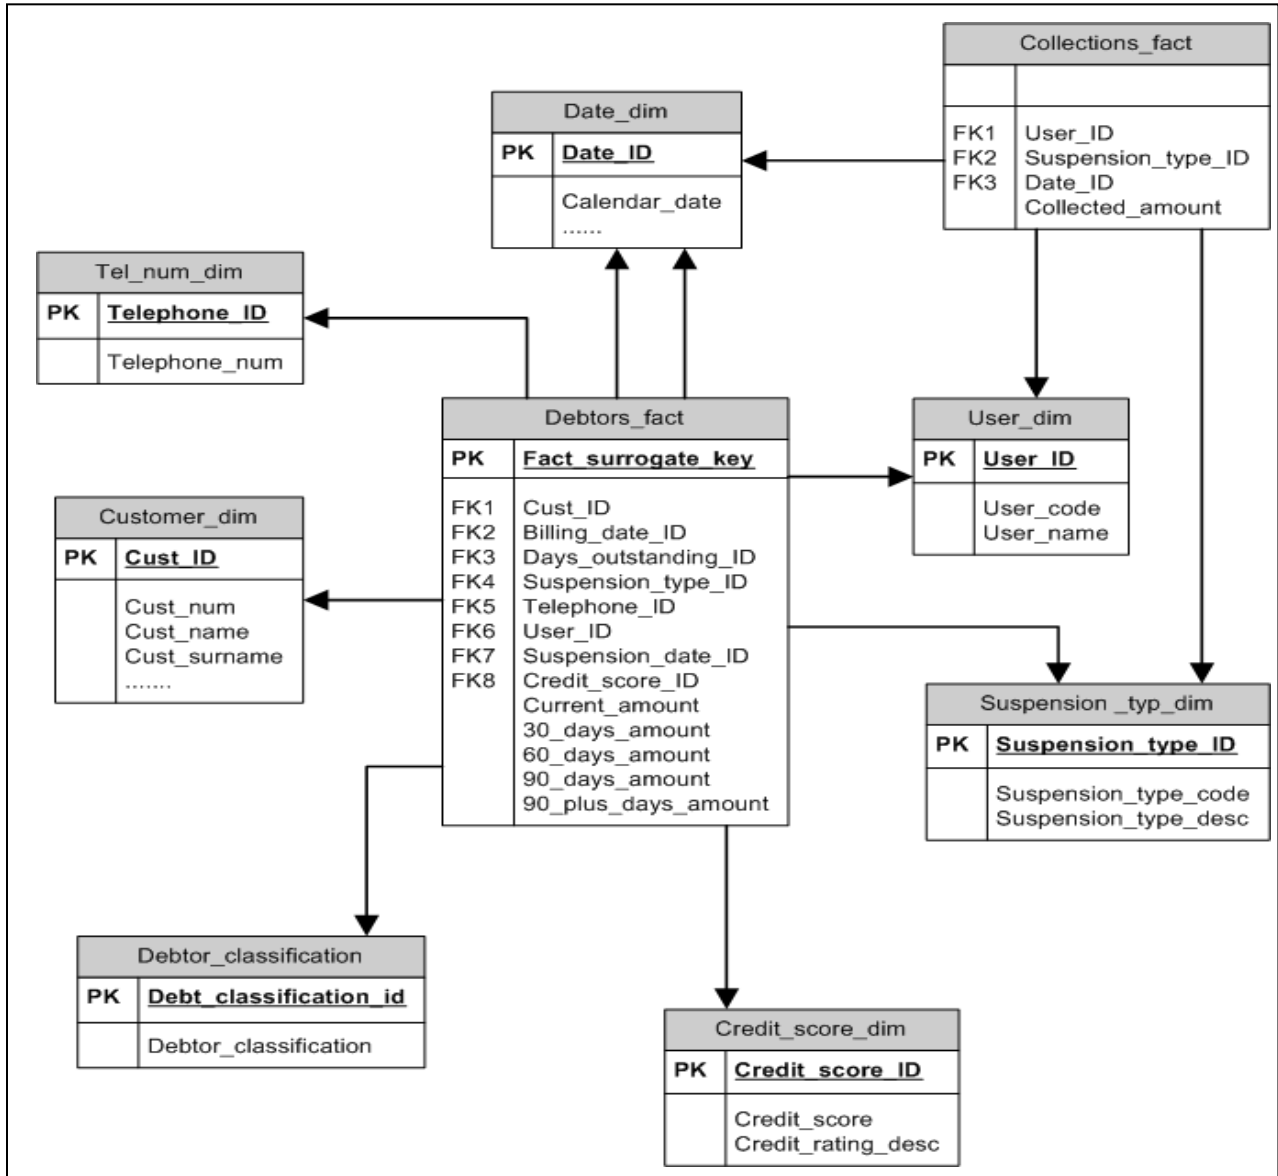 Collections_fact
FK1 User_ID
FK2 Suspension_type_ID
FK3 Date_ID
Collected_amount
Date_dim
PK Date_ID
Calendar_date
......
Tel_num_dim
PK Telephone_ID
Telephone_num
Debtors_fact
PK Fact_surrogate_key
FK1 Cust_ID
FK2 Billing_date_ID
FK3 Days_outstanding_ID
FK4 Suspension_type_ID
FK5 Telephone_ID
FK6 User_ID
FK7 Suspension_date_ID
FK8 Credit_score_ID
Current_amount
30_days_amount
60_days_amount
90_days_amount
90_plus_days_amount
User_dim
PK User_ID
User_code
User_name
Customer_dim
PK Cust_ID
Cust_num
Cust_name
Cust_surname
.......
Suspension _typ_dim
PK Suspension_type_ID
Suspension_type_code
Suspension_type_desc
Debtor_classification
PK Debt_classification_id
Debtor_classification
Credit_score_dim
PK Credit_score_ID
Credit_score
Credit_rating_desc